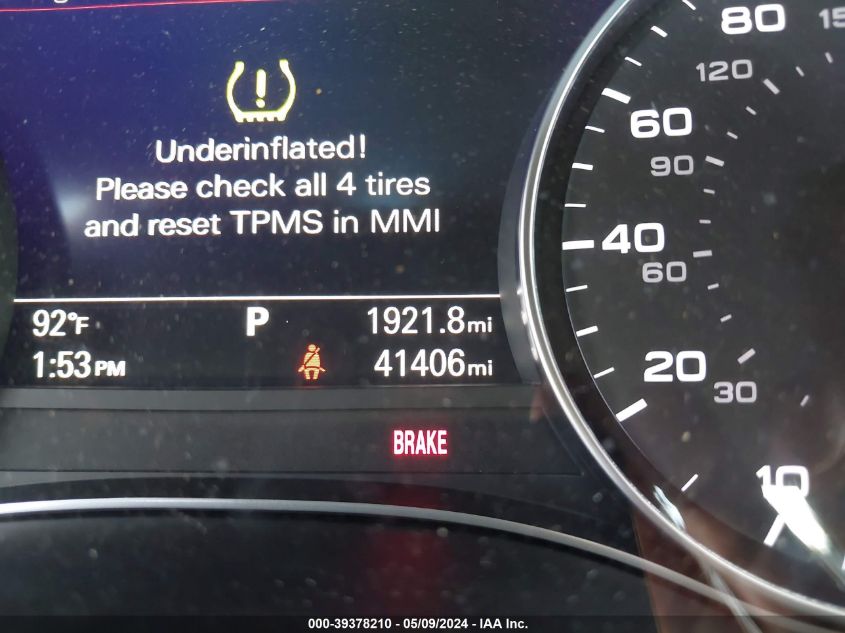 Underinflated!
Please check all 4 tires
and reset TPMS in MMI
92°F P 1921.8mi
1:53PM 41406mi
BRAKE
80
120
60
90
40
60
20
30
10
000-39378210 - 05/09/2024 - IAA Inc.